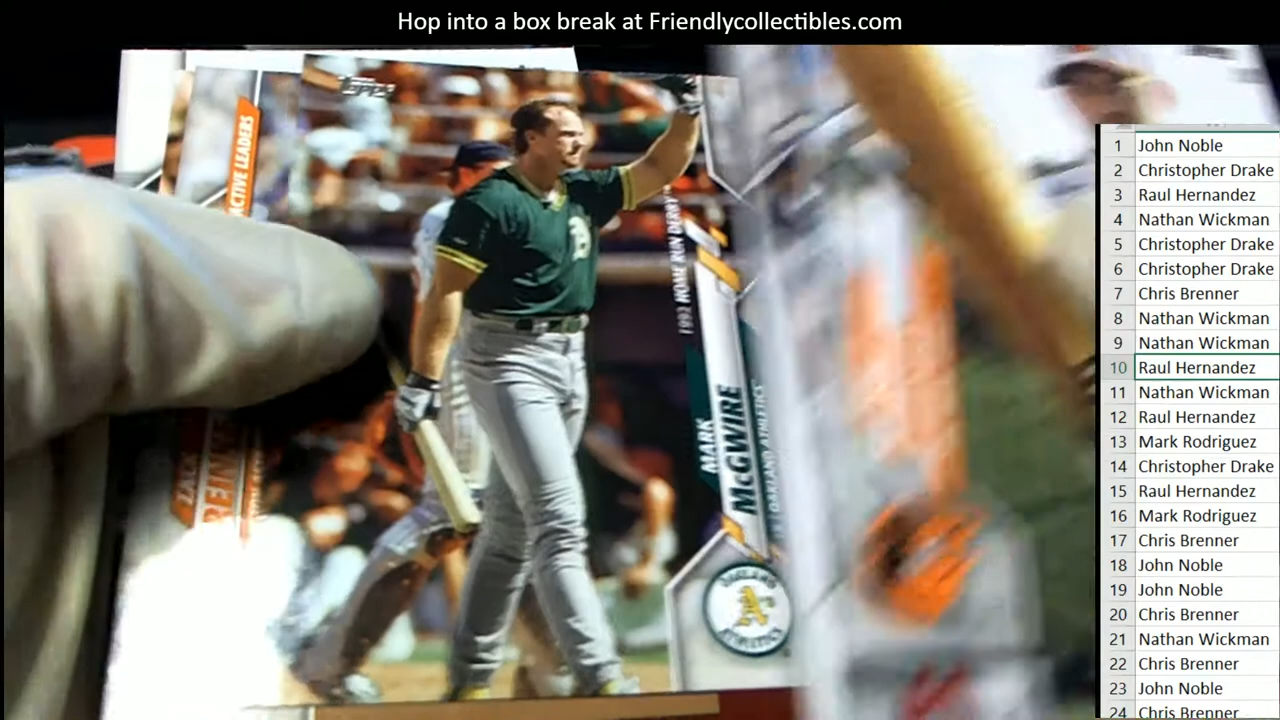 Hop into a box break at Friendlycollectibles.com
Topps
ACTIVE LEADERS
1992 HOME RUN DERBY
MARK
McGWIRE
OAKLAND ATHLETICS
OAKLAND
A's
ATHLETICS
ZACK
1 John Noble
2 Christopher Drake
3 Raul Hernandez
4 Nathan Wickman
5 Christopher Drake
6 Christopher Drake
7 Chris Brenner
8 Nathan Wickman
9 Nathan Wickman
10 Raul Hernandez
11 Nathan Wickman
12 Raul Hernandez
13 Mark Rodriguez
14 Christopher Drake
15 Raul Hernandez
16 Mark Rodriguez
17 Chris Brenner
18 John Noble
19 John Noble
20 Chris Brenner
21 Nathan Wickman
22 Chris Brenner
23 John Noble
24 Chris Brenner